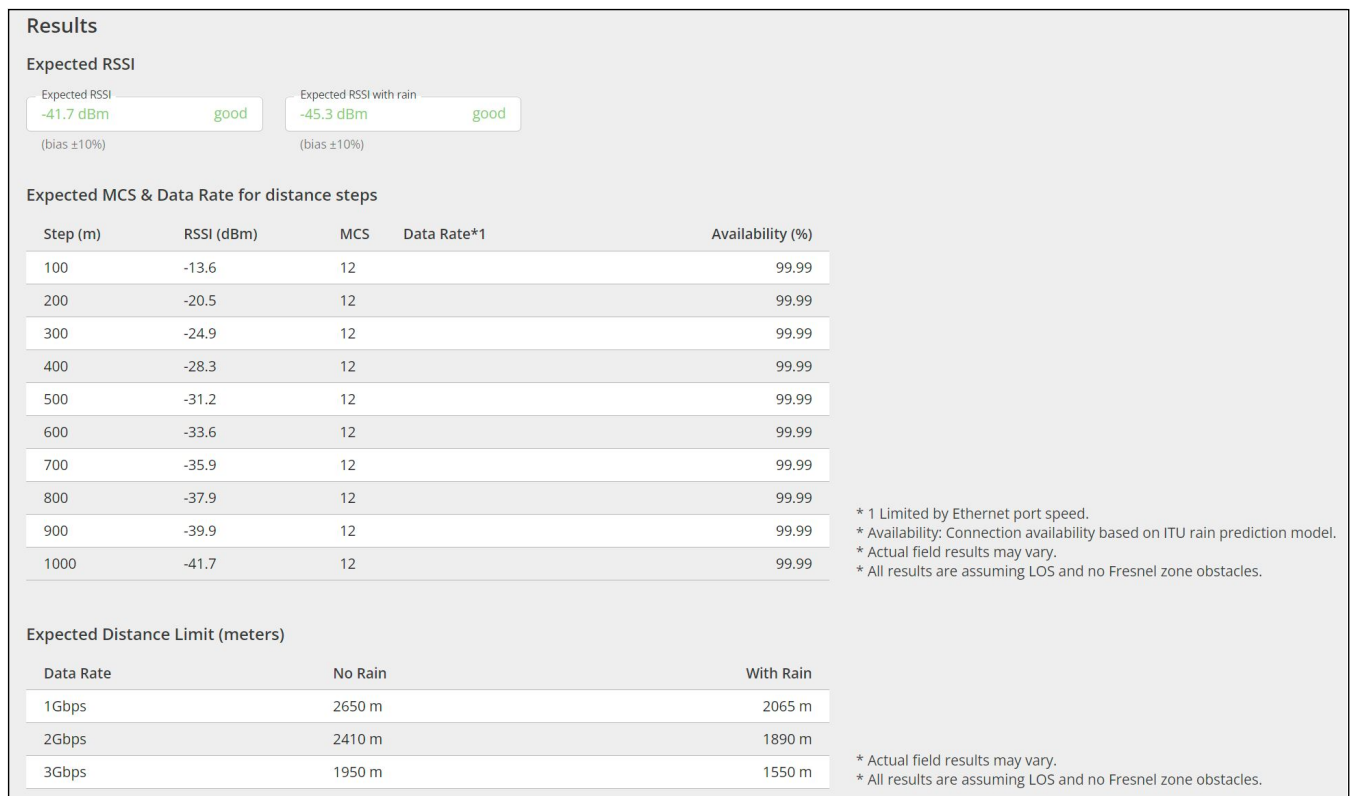 Results
Expected RSSI
Expected RSSI Expected RSSI with rain
-41.7 dBm good -45.3 dBm good
(bias ±10%) (bias ±10%)
Expected MCS & Data Rate for distance steps
Step (m) RSSI (dBm) MCS Data Rate*1 Availability (%)
100 -13.6 12 99.99
200 -20.5 12 99.99
300 -24.9 12 99.99
400 -28.3 12 99.99
500 -31.2 12 99.99
600 -33.6 12 99.99
700 -35.9 12 99.99
800 -37.9 12 99.99
900 -39.9 12 99.99
1000 -41.7 12 99.99
* 1 Limited by Ethernet port speed.
* Availability: Connection availability based on ITU rain prediction model.
* Actual field results may vary.
* All results are assuming LOS and no Fresnel zone obstacles.
Expected Distance Limit (meters)
Data Rate No Rain With Rain
1Gbps 2650 m 2065 m
2Gbps 2410 m 1890 m
3Gbps 1950 m 1550 m
* Actual field results may vary.
* All results are assuming LOS and no Fresnel zone obstacles.